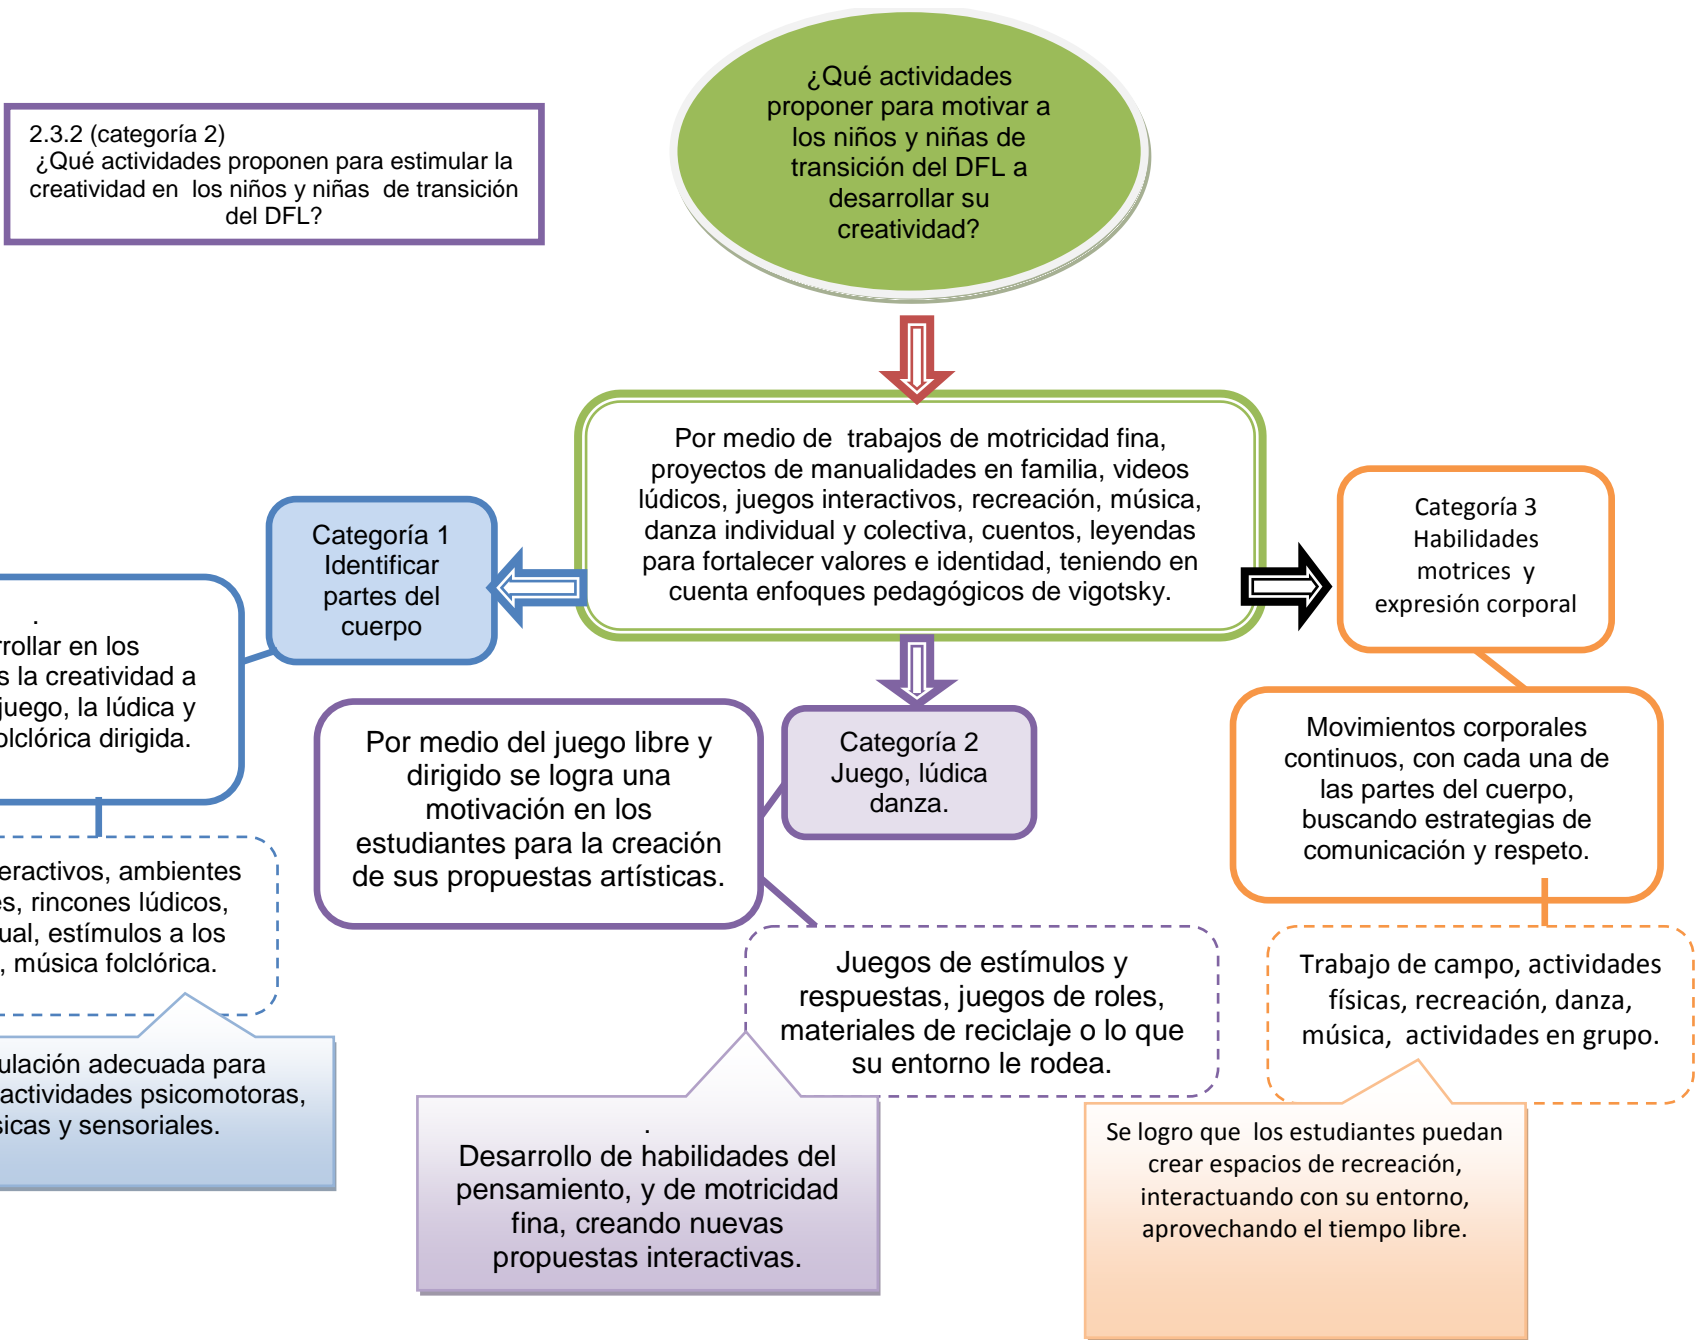 2.3.2 (categoría 2)
¿Qué actividades proponen para estimular la
creatividad en los niños y niñas de transición
del DFL?
¿Qué actividades
proponer para motivar a
los niños y niñas de
transición del DFL a
desarrollar su
creatividad?
Por medio de trabajos de motricidad fina,
proyectos de manualidades en familia, videos
lúdicos, juegos interactivos, recreación, música,
danza individual y colectiva, cuentos, leyendas
para fortalecer valores e identidad, teniendo en
cuenta enfoques pedagógicos de vigotsky.
Categoría 1
Identificar
partes del
cuerpo
.
en los
la creatividad a
juego, la lúdica y
dirigida.
ambientes
rincones lúdicos,
estímulos a los
, música folclórica.
adecuada para
actividades psicomotoras,
y sensoriales.
Categoría 2
Juego, lúdica
danza.
Por medio del juego libre y
dirigido se logra una
motivación en los
estudiantes para la creación
de sus propuestas artísticas.
Juegos de estímulos y
respuestas, juegos de roles,
materiales de reciclaje o lo que
su entorno le rodea.
.
Desarrollo de habilidades del
pensamiento, y de motricidad
fina, creando nuevas
propuestas interactivas.
Categoría 3
Habilidades
motrices y
expresión corporal
Movimientos corporales
continuos, con cada una de
las partes del cuerpo,
buscando estrategias de
comunicación y respeto.
Trabajo de campo, actividades
físicas, recreación, danza,
música, actividades en grupo.
Se logro que los estudiantes puedan
crear espacios de recreación,
interactuando con su entorno,
aprovechando el tiempo libre.